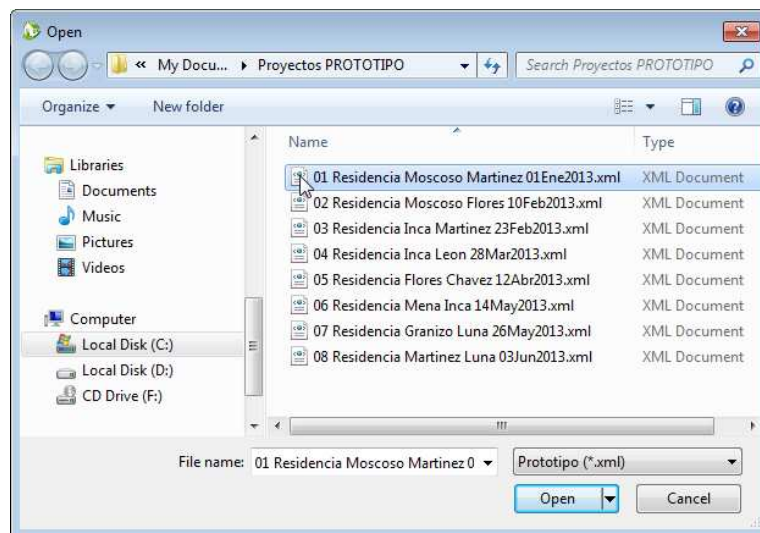 Open
« My Docu... ▸ Proyectos PROTOTIPO
Search Proyectos PROTOTIPO
Organize New folder
Name Type
Libraries
Documents
Music
Pictures
Videos
Computer
Local Disk (C:)
Local Disk (D:)
CD Drive (F:)
01 Residencia Moscoso Martinez 01Ene2013.xml XML Document
02 Residencia Moscoso Flores 10Feb2013.xml XML Document
03 Residencia Inca Martinez 23Feb2013.xml XML Document
04 Residencia Inca Leon 28Mar2013.xml XML Document
05 Residencia Flores Chavez 12Abr2013.xml XML Document
06 Residencia Mena Inca 14May2013.xml XML Document
07 Residencia Granizo Luna 26May2013.xml XML Document
08 Residencia Martinez Luna 03Jun2013.xml XML Document
File name: 01 Residencia Moscoso Martinez 0 Prototipo (*.xml)
Open Cancel